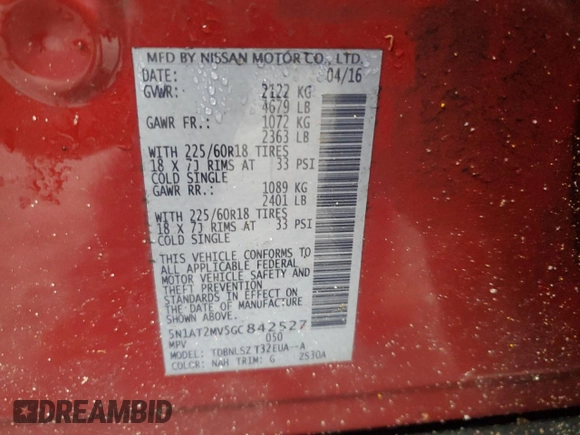 MFD BY NISSAN MOTOR CO., LTD.
DATE: 04/16
GVWR: 2122 KG
4679 LB
GAWR FR.: 1072 KG
2363 LB
WITH 225/60R18 TIRES
18 X 7J RIMS AT 33 PSI
COLD SINGLE
GAWR RR.: 1089 KG
2401 LB
WITH 225/60R18 TIRES
18 X 7J RIMS AT 33 PSI
COLD SINGLE
THIS VEHICLE CONFORMS TO
ALL APPLICABLE FEDERAL
MOTOR VEHICLE SAFETY AND
THEFT PREVENTION
STANDARDS IN EFFECT ON
THE DATE OF MANUFACTURE
SHOWN ABOVE.
5N1AT2MV5GC842527
MPV 050
MODEL: TDBNLSZ T32EUA--A
COLOR: NAH TRIM: G 2530A
DREAMBID